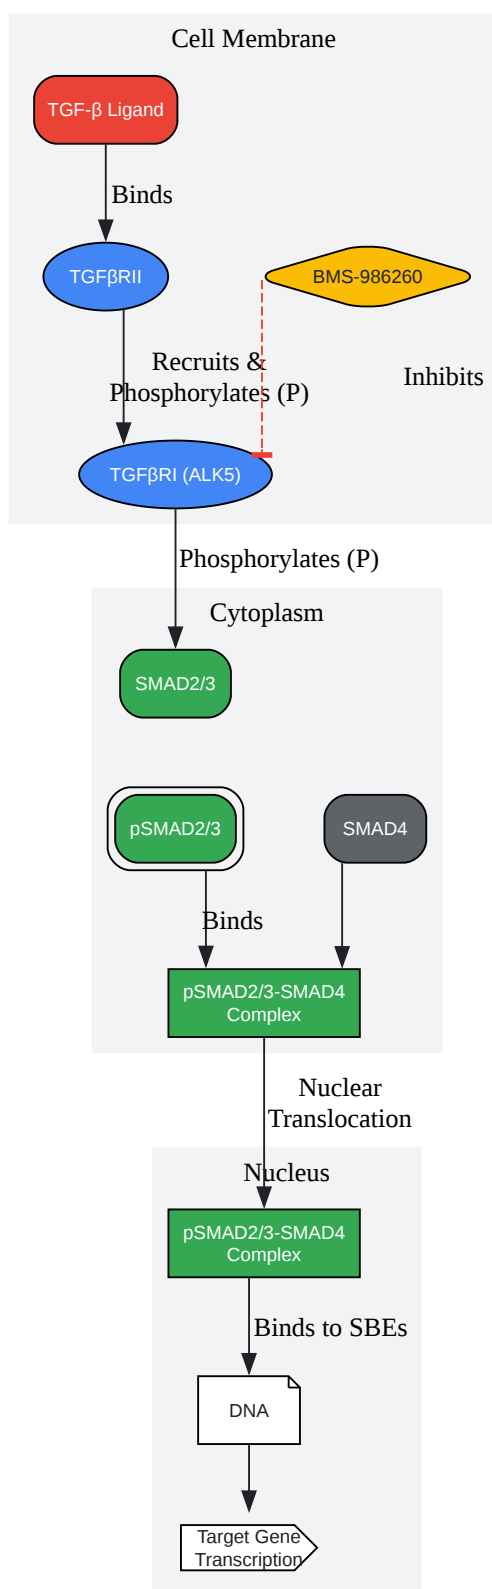 Cell Membrane
TGF-β Ligand
Binds
TGFβRII
BMS-986260
Recruits &
Phosphorylates (P)
Inhibits
TGFβRI (ALK5)
Phosphorylates (P)
Cytoplasm
SMAD2/3
pSMAD2/3
SMAD4
Binds
pSMAD2/3-SMAD4
Complex
Nuclear
Translocation
Nucleus
pSMAD2/3-SMAD4
Complex
Binds to SBEs
DNA
Target Gene
Transcription